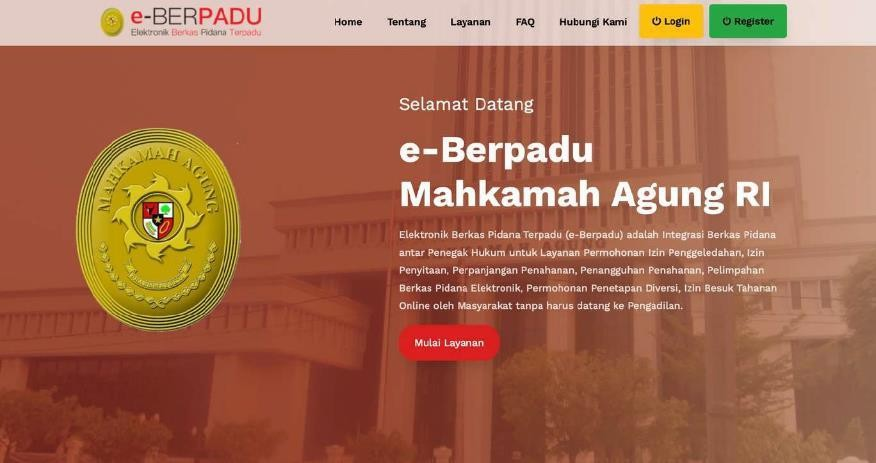 e-BERPADU
Elektronik Berkas Pidana Terpadu
Home Tentang Layanan FAQ Hubungi Kami Login Register
MAHKAMAH AGUNG
Selamat Datang
e-Berpadu
Mahkamah Agung RI
Elektronik Berkas Pidana Terpadu (e-Berpadu) adalah Integrasi Berkas Pidana
antar Penegak Hukum untuk Layanan Permohonan Izin Penggeledahan, Izin
Penyitaan, Perpanjangan Penahanan, Penangguhan Penahanan, Pelimpahan
Berkas Pidana Elektronik, Permohonan Penetapan Diversi, Izin Besuk Tahanan
Online oleh Masyarakat tanpa harus datang ke Pengadilan.
Mulai Layanan